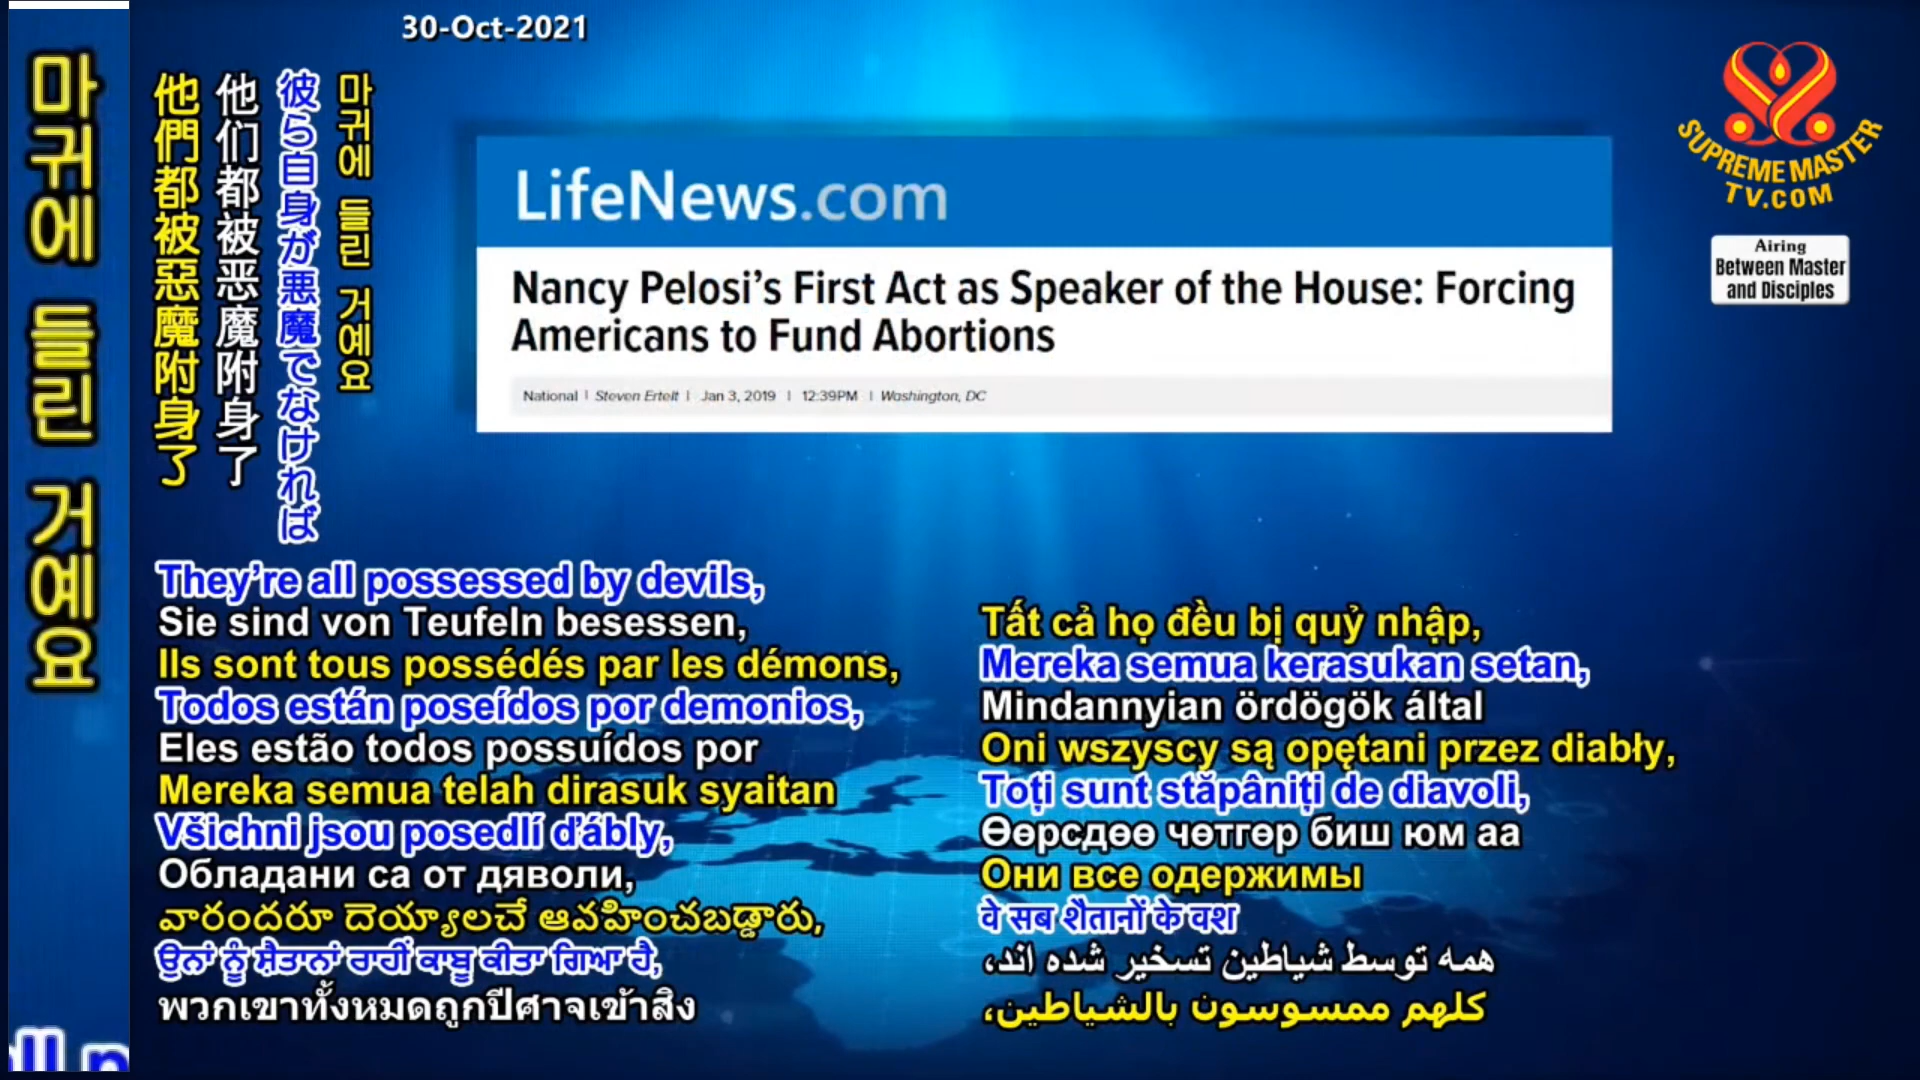 30-Oct-2021
마귀에 들린 거예요
他們都被惡魔附身了
他们都被恶魔附身了
彼ら自身が悪魔でなければ
마귀에 들린 거예요
LifeNews.com
Nancy Pelosi’s First Act as Speaker of the House: Forcing
Americans to Fund Abortions
National | Steven Ertelt | Jan 3, 2019 | 12:39PM | Washington, DC
SUPREME MASTER
TV.COM
Airing
Between Master
and Disciples
They’re all possessed by devils,
Sie sind von Teufeln besessen,
Ils sont tous possédés par les démons,
Todos están poseídos por demonios,
Eles estão todos possuídos por
Mereka semua telah dirasuk syaitan
Všichni jsou posedlí ďábly,
Обладани са от дяволи,
వారందరూ దెయ్యాలచే ఆవహించబడ్డారు,
ਉਨਾਂ ਨੂੰ ਸ਼ੈਤਾਨਾਂ ਰਾਹੀਂ ਕਾਬੂ ਕੀਤਾ ਗਿਆ ਹੈ,
พวกเขาทั้งหมดถูกปีศาจเข้าสิง
Tất cả họ đều bị quỷ nhập,
Mereka semua kerasukan setan,
Mindannyian ördögök által
Oni wszyscy są opętani przez diabły,
Toți sunt stăpâniți de diavoli,
Өөрсдөө чөтгөр биш юм аа
Они все одержимы
वे सब शैतानों के वश
همه توسط شیاطین تسخیر شده اند،
كلهم ممسوسون بالشياطين،